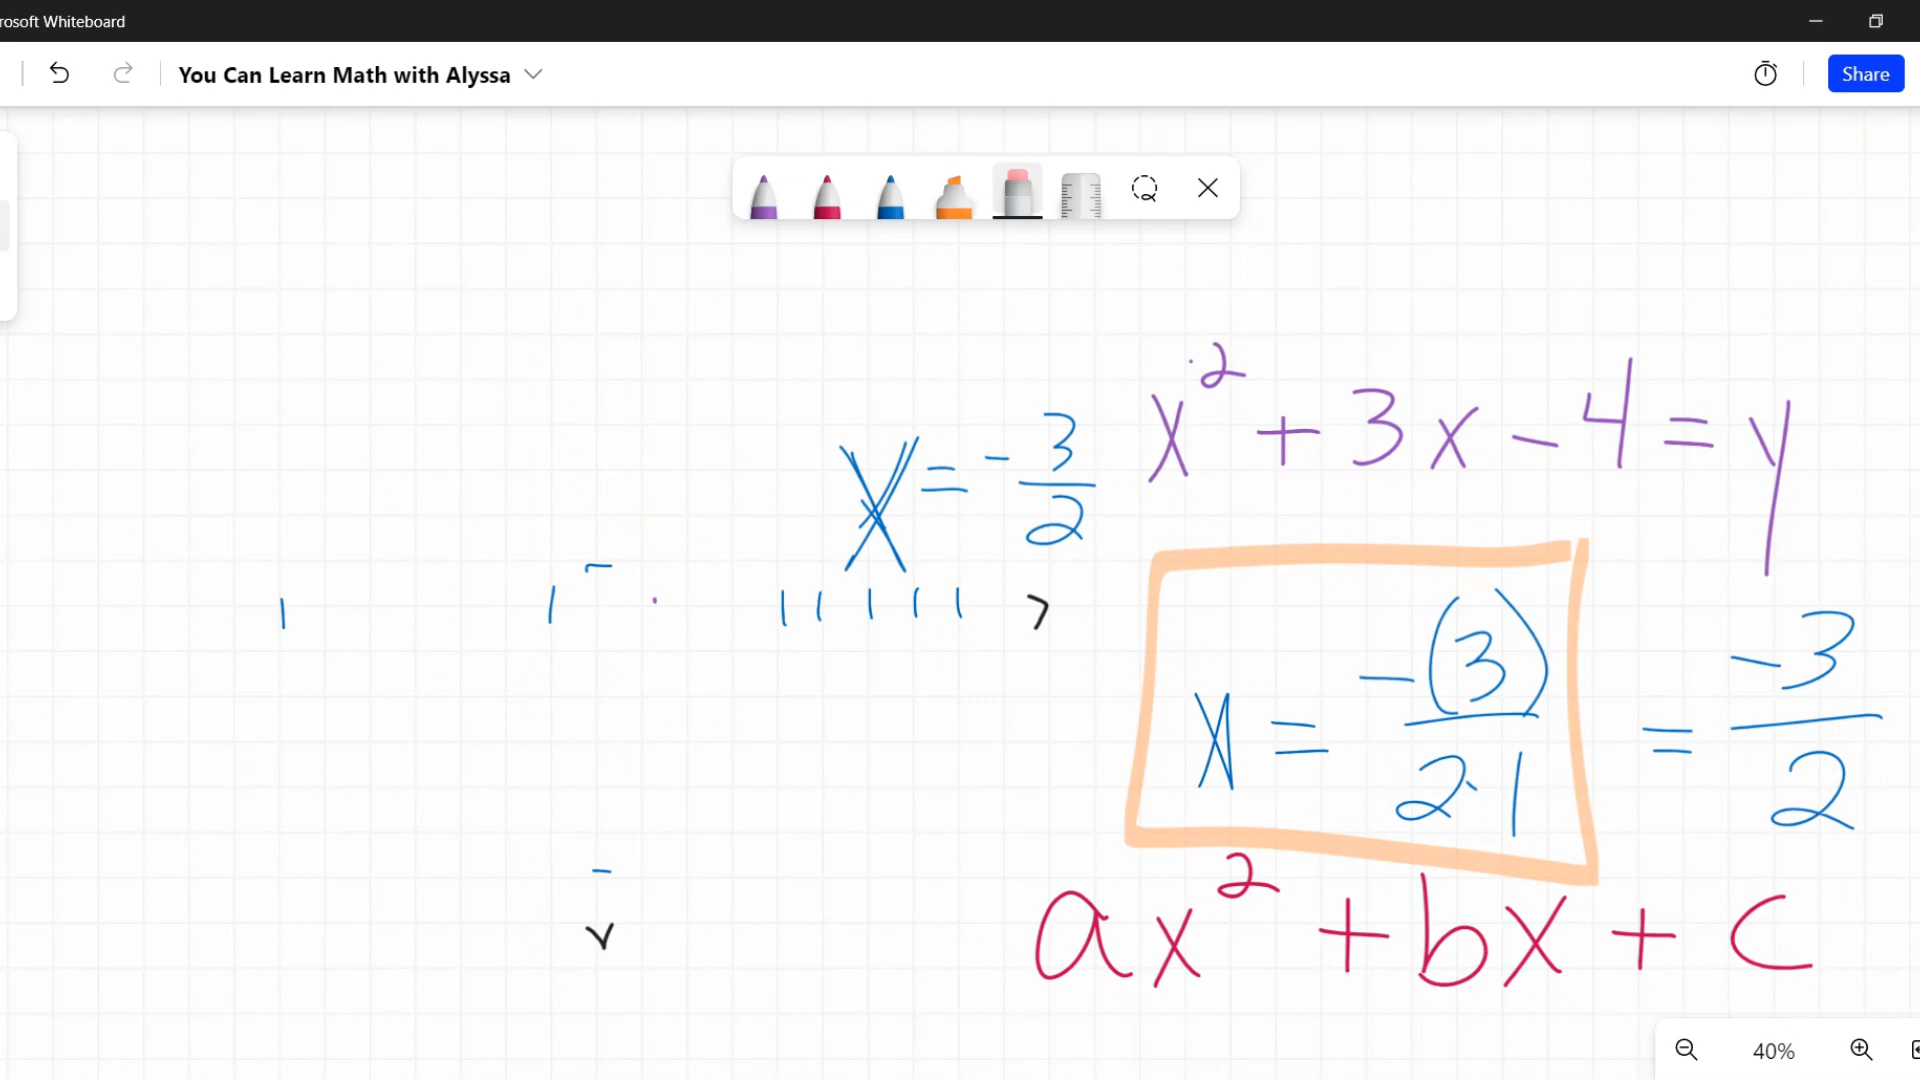 rosoft Whiteboard
You Can Learn Math with Alyssa
Share
x² + 3x - 4 = y
x = -3/2
x = -(3)/2·1 = -3/2
ax² + bx + c
40%